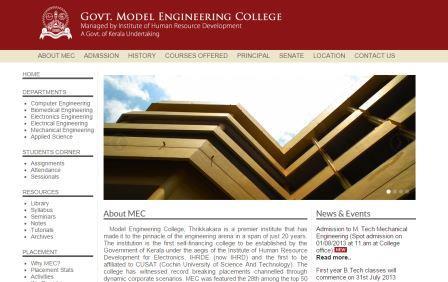 GOVT. MODEL ENGINEERING COLLEGE
Managed by Institute of Human Resource Development
A Govt. of Kerala Undertaking
ABOUT MEC ADMISSION HISTORY COURSES OFFERED PRINCIPAL SENATE LOCATION CONTACT US
HOME
DEPARTMENTS
Computer Engineering
Biomedical Engineering
Electronics Engineering
Electrical Engineering
Mechanical Engineering
Applied Science
STUDENTS CORNER
Assignments
Attendance
Sessionals
RESOURCES
Library
Syllabus
Seminars
Notes
Tutorials
Archives
PLACEMENT
Why MEC?
Placement Stats
Activities
About MEC
Model Engineering College, Thrikkakara is a premier institute that has
made it to the pinnacle of the engineering arena in a span of just 20 years.
The institution is the first self-financing college to be established by the
Government of Kerala under the aegis of the Institute of Human Resource
Development for Electronics, IHRDE (now IHRD) and the first to be
affiliated to CUSAT (Cochin University of Science And Technology). The
college has witnessed record breaking placements channelled through
dynamic corporate scenarios. MEC was featured the 28th among the top 50
News & Events
Admission to M. Tech Mechanical
Engineering (Spot admission on
01/08/2013 at 11.am at College
office) NEW
Read more..
First year B.Tech classes will
commence on 31st July 2013